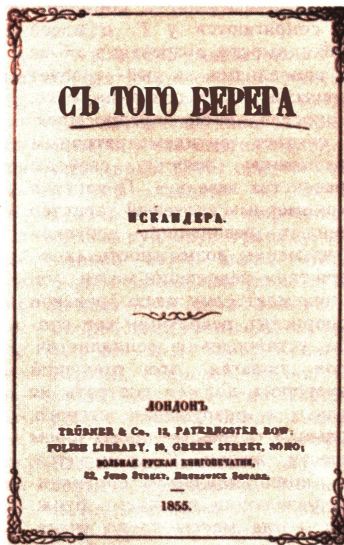 СЪ ТОГО БЕРЕГА
ИСКАНДЕРА.
ЛОНДОНЪ
TRÜBNER & Co., 12, PATERNOSTER ROW;
POLISH LIBRARY, 10, GREEK STREET, SOHO;
ВОЛЬНАЯ РУСКАЯ КНИГОПЕЧАТНЯ,
82, JUDD STREET, BRUNSWICK SQUARE.
1855.